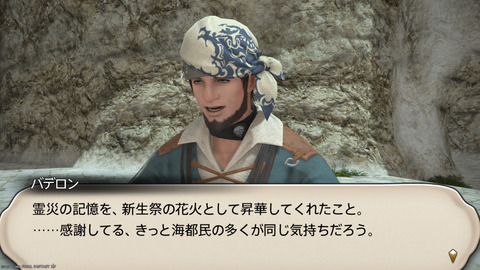 バデロン
霊災の記憶を、新生祭の花火として昇華してくれたこと。
……感謝してる、きっと海都民の多くが同じ気持ちだろう。